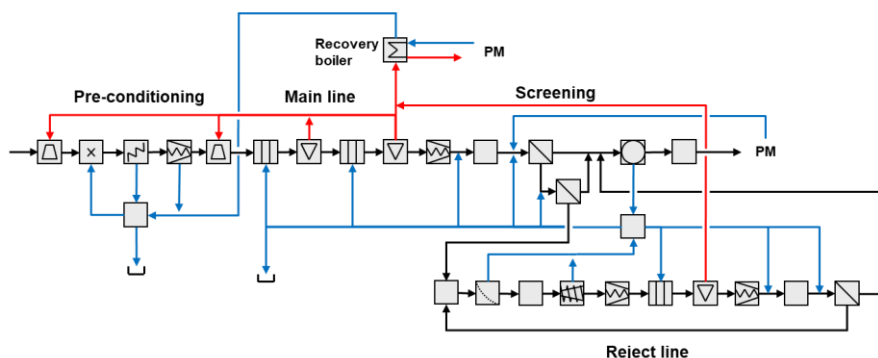 Recovery
boiler
PM
Pre-conditioning
Main line
Screening
×
PM
Reject line